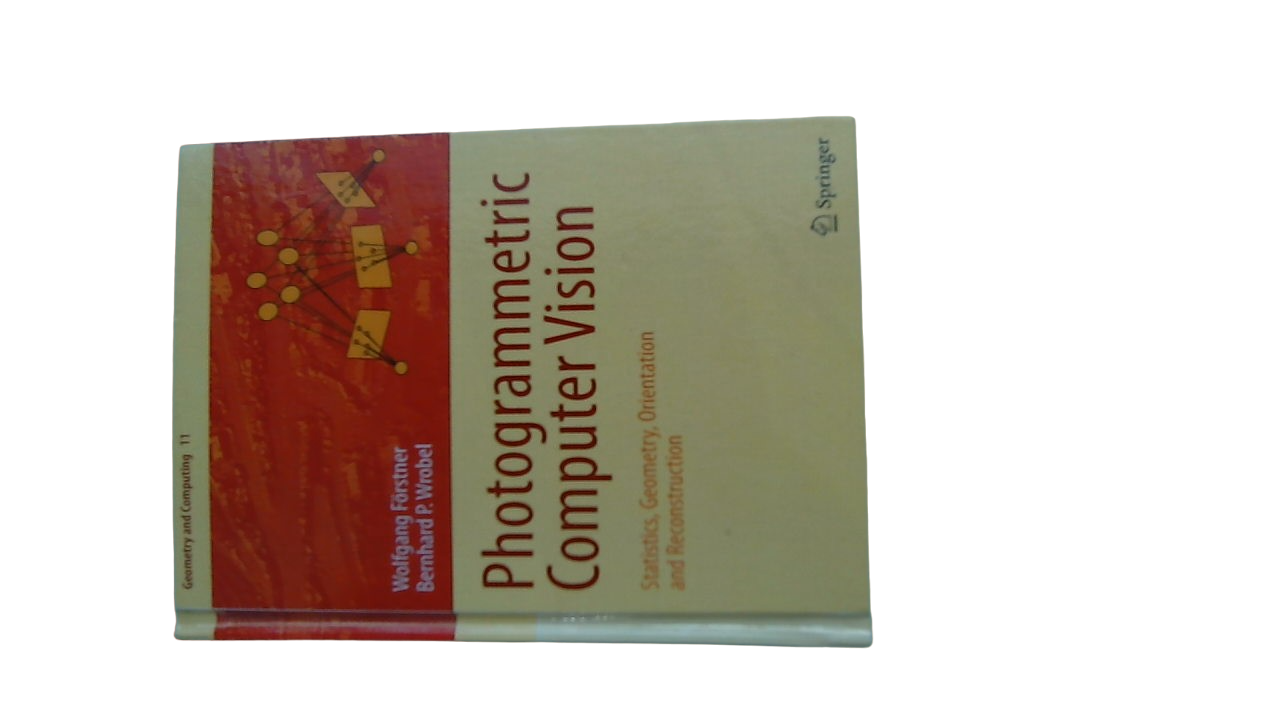 Geometry and Computing 11
Wolfgang Förstner
Bernhard P. Wrobel
Photogrammetric
Computer Vision
Statistics, Geometry, Orientation
and Reconstruction
Springer